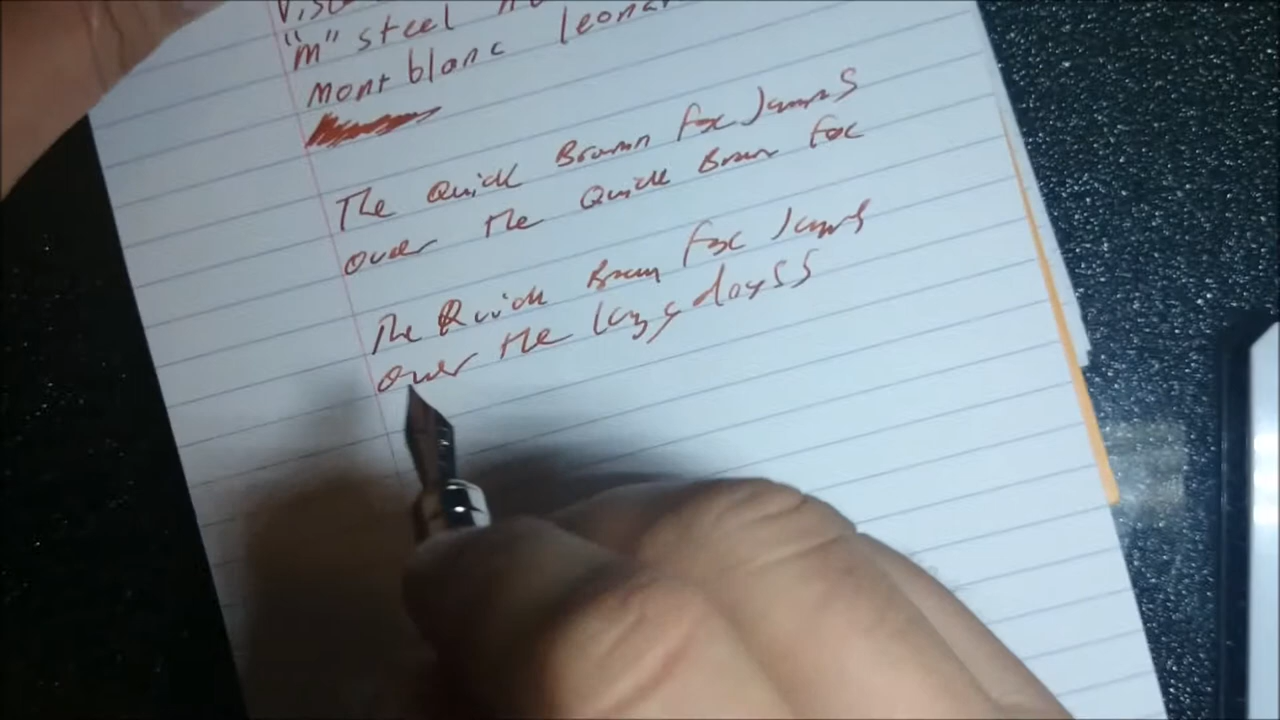 "m" steel
Mont blanc leonar
The Quick Brown Fox Jumps
over the Quick Brown Fox
The Quick Brown Fox Jumps
over the lazy dogss